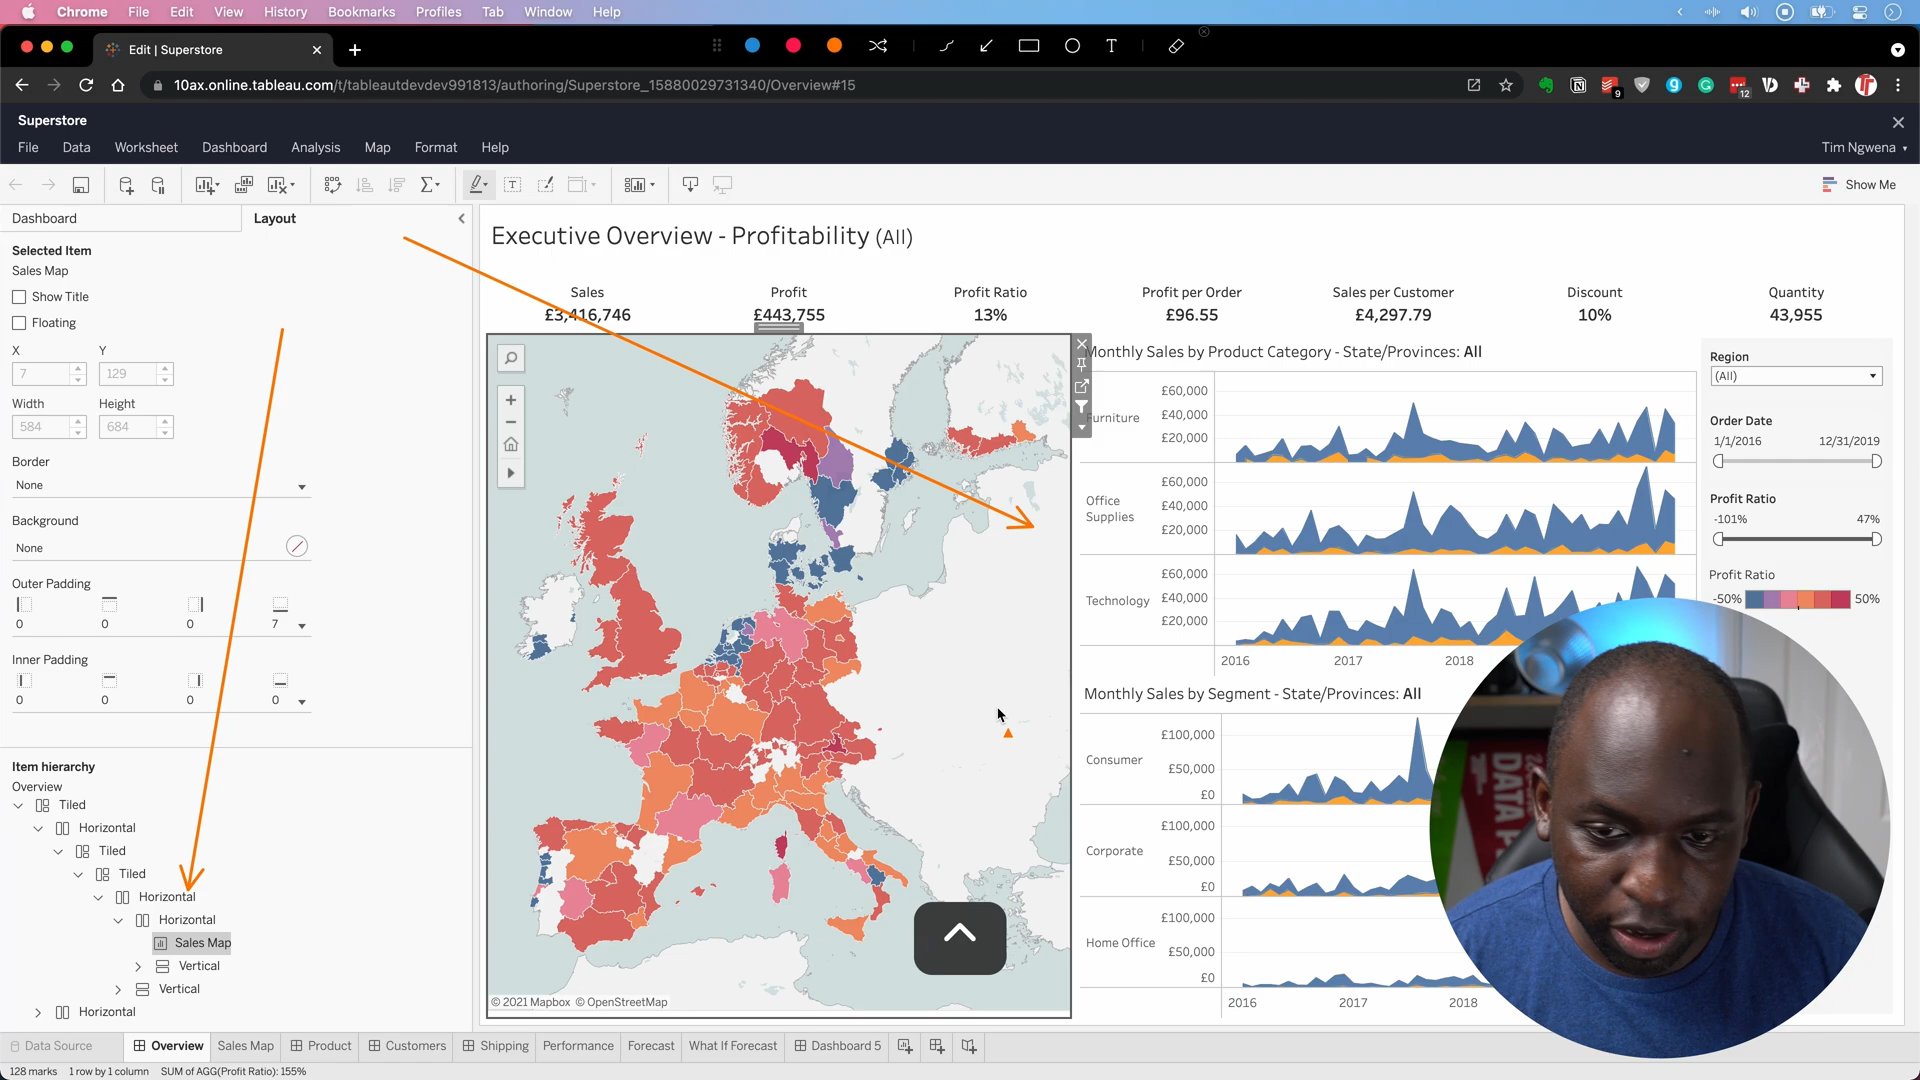 Chrome File Edit View History Bookmarks Profiles Tab Window Help
Edit | Superstore
T
10ax.online.tableau.com/t/tableautdevdev991813/authoring/Superstore_15880029731340/Overview#15
9
12
Superstore
File Data Worksheet Dashboard Analysis Map Format Help
Tim Ngwena
Show Me
Dashboard Layout
Selected Item
Sales Map
Show Title
Floating
X Y
7 129
Width Height
584 684
Border
None
Background
None
Outer Padding
0 0 0 7
Inner Padding
0 0 0 0
Item hierarchy
Overview
Tiled
Horizontal
Tiled
Tiled
Horizontal
Horizontal
Sales Map
Vertical
Vertical
Horizontal
Executive Overview - Profitability (All)
Sales Profit Profit Ratio Profit per Order Sales per Customer Discount Quantity
£3,416,746 £443,755 13% £96.55 £4,297.79 10% 43,955
© 2021 Mapbox © OpenStreetMap
Monthly Sales by Product Category - State/Provinces: All
Furniture
£60,000
£40,000
£20,000
Office
Supplies
£60,000
£40,000
£20,000
Technology
£60,000
£40,000
£20,000
2016 2017 2018
Monthly Sales by Segment - State/Provinces: All
Consumer
£100,000
£50,000
£0
Corporate
£100,000
£50,000
£0
Home Office
£100,000
£50,000
£0
2016 2017 2018
Region
(All)
Order Date
1/1/2016 12/31/2019
Profit Ratio
-101% 47%
Profit Ratio
-50% 50%
Data Source Overview Sales Map Product Customers Shipping Performance Forecast What If Forecast Dashboard 5
128 marks 1 row by 1 column SUM of AGG(Profit Ratio): 155%